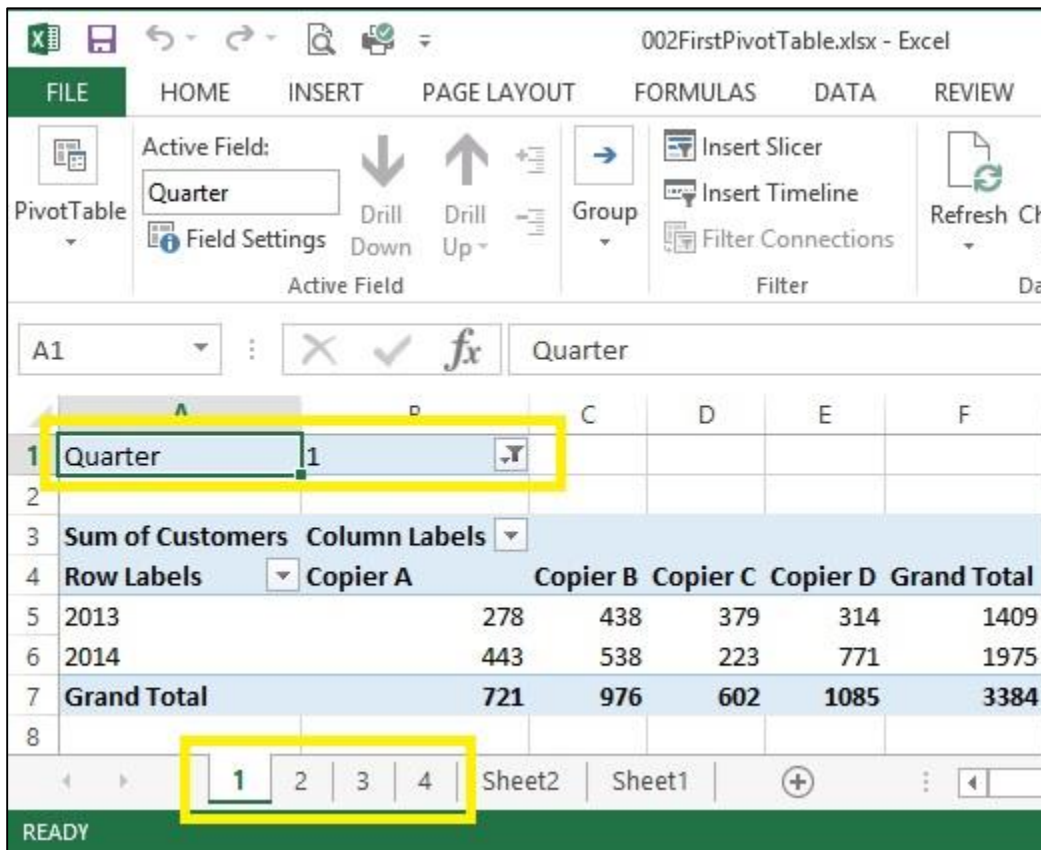 002FirstPivotTable.xlsx - Excel
FILE HOME INSERT PAGE LAYOUT FORMULAS DATA REVIEW
PivotTable
Active Field:
Quarter
Field Settings
Drill Down
Drill Up
Active Field
Group
Insert Slicer
Insert Timeline
Filter Connections
Filter
Refresh Ch
Da
A1 fx Quarter
A B C D E F
1 Quarter 1
2
3 Sum of Customers Column Labels
4 Row Labels Copier A Copier B Copier C Copier D Grand Total
5 2013 278 438 379 314 1409
6 2014 443 538 223 771 1975
7 Grand Total 721 976 602 1085 3384
8
1 2 3 4 Sheet2 Sheet1
READY